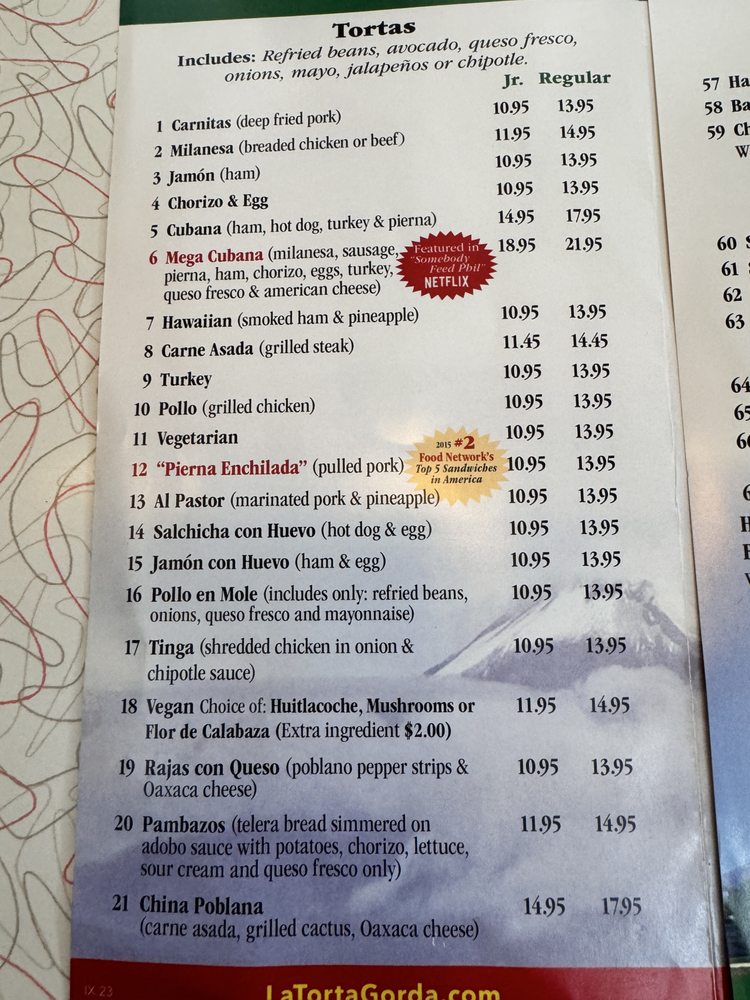 Tortas
Includes: Refried beans, avocado, queso fresco,
onions, mayo, jalapeños or chipotle.
Jr. Regular
1 Carnitas (deep fried pork) 10.95 13.95
2 Milanesa (breaded chicken or beef) 11.95 14.95
3 Jamón (ham) 10.95 13.95
4 Chorizo & Egg 10.95 13.95
5 Cubana (ham, hot dog, turkey & pierna) 14.95 17.95
6 Mega Cubana (milanesa, sausage, 18.95 21.95
pierna, ham, chorizo, eggs, turkey,
queso fresco & american cheese)
Featured in
"Somebody
Feed Phil"
NETFLIX
7 Hawaiian (smoked ham & pineapple) 10.95 13.95
8 Carne Asada (grilled steak) 11.45 14.45
9 Turkey 10.95 13.95
10 Pollo (grilled chicken) 10.95 13.95
11 Vegetarian 10.95 13.95
12 "Pierna Enchilada" (pulled pork) 10.95 13.95
2015 #2
Food Network's
Top 5 Sandwiches
in America
13 Al Pastor (marinated pork & pineapple) 10.95 13.95
14 Salchicha con Huevo (hot dog & egg) 10.95 13.95
15 Jamón con Huevo (ham & egg) 10.95 13.95
16 Pollo en Mole (includes only: refried beans, 10.95 13.95
onions, queso fresco and mayonnaise)
17 Tinga (shredded chicken in onion & 10.95 13.95
chipotle sauce)
18 Vegan Choice of: Huitlacoche, Mushrooms or 11.95 14.95
Flor de Calabaza (Extra ingredient $2.00)
19 Rajas con Queso (poblano pepper strips & 10.95 13.95
Oaxaca cheese)
20 Pambazos (telera bread simmered on 11.95 14.95
adobo sauce with potatoes, chorizo, lettuce,
sour cream and queso fresco only)
21 China Poblana 14.95 17.95
(carne asada, grilled cactus, Oaxaca cheese)
IX.23
LaTortaGorda.com
57
58
59
60
61
62
63
64